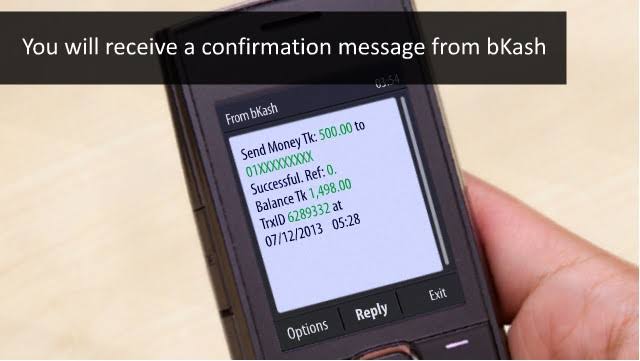 You will receive a confirmation message from bKash
03:54
From bKash
Send Money Tk: 500.00 to
01XXXXXXXXX
Successful. Ref: 0.
Balance Tk 1,498.00
TrxID 6289332 at
07/12/2013 05:28
Options Reply Exit